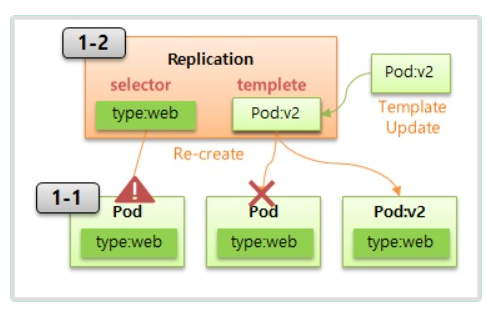 1-2
Replication
selector
templete
type:web
Pod:v2
Pod:v2
Template
Update
Re-create
1-1
Pod
Pod
Pod:v2
type:web
type:web
type:web